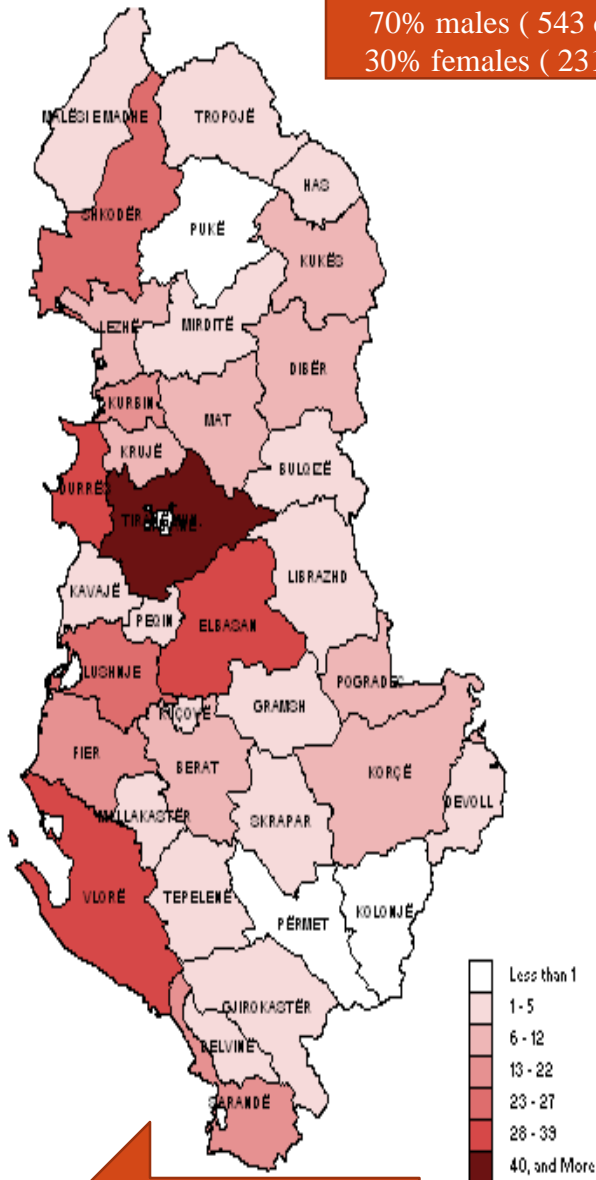 70% males ( 543
30% females ( 231
MALËSI E MADHE
TROPOJË
HAS
SHKODËR
PUKË
KUKËS
LEZHË
MIRDITË
DIBËR
KURBIN
MAT
KRUJË
BULQIZË
DURRËS
LIBRAZHD
KAVAJË
PEQIN
ELBASAN
LUSHNJE
POGRADEC
KUÇOVË
GRAMSH
FIER
BERAT
KORÇË
DEVOLL
MALLAKASTËR
SKRAPAR
VLORË
TEPELENË
KOLONJË
PËRMET
GJIROKASTËR
DELVINË
SARANDË
Less than 1
1 - 5
6 - 12
13 - 22
23 - 27
28 - 39
40, and More